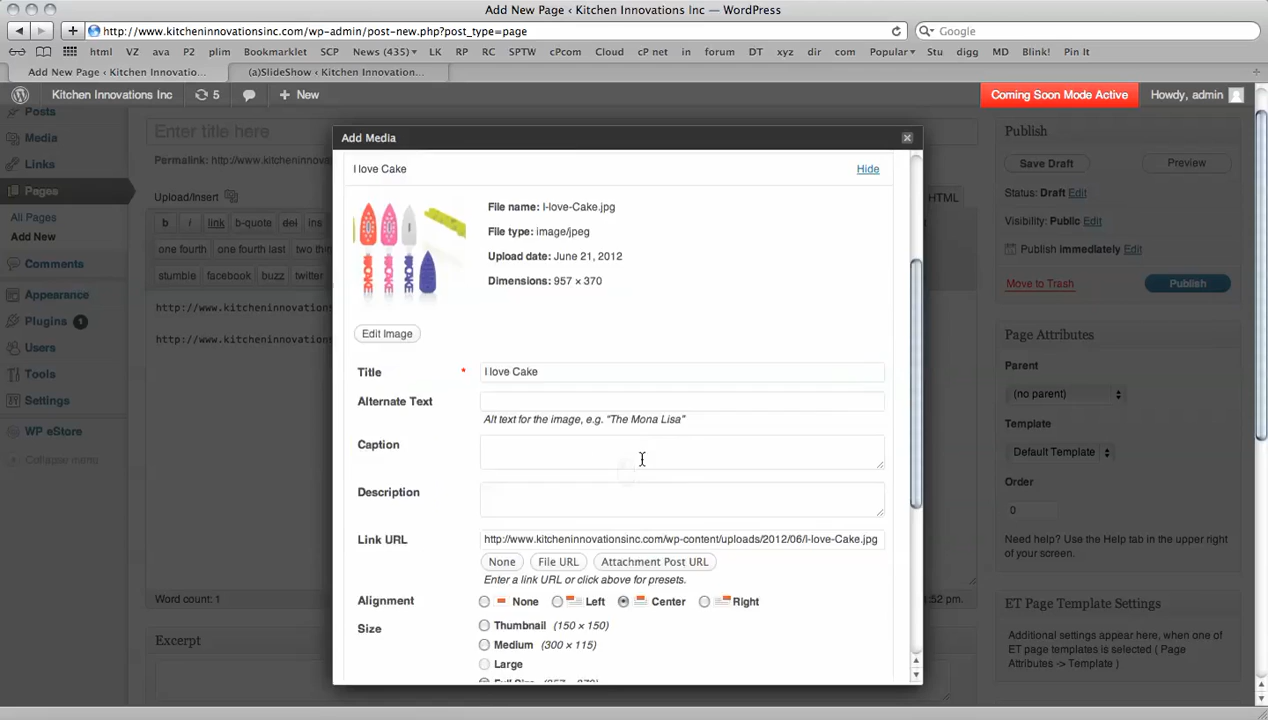 Add New Page ‹ Kitchen Innovations Inc — WordPress
http://www.kitcheninnovationsinc.com/wp-admin/post-new.php?post_type=page
Google
html VZ ava P2 plim Bookmarklet SCP News (435) LK RP RC SPTW cPcom Cloud cP net in forum DT xyz dir com Popular Stu digg MD Blink! Pin It
Add New Page ‹ Kitchen Innovatio...
(a)SlideShow ‹ Kitchen Innovation...
Kitchen Innovations Inc 5 + New Coming Soon Mode Active Howdy, admin
Posts
Media
Links
Pages
All Pages
Add New
Comments
Appearance
Plugins 1
Users
Tools
Settings
WP eStore
Collapse menu
Enter title here
Permalink: http://www.kitcheninnova
Upload/Insert
HTML
b i link b-quote del ins
one fourth one fourth last two thi
stumble facebook buzz twitter
http://www.kitcheninnovations
http://www.kitcheninnovations
Word count: 1
:52 pm.
Excerpt
Add Media
I love Cake
Hide
File name: I-love-Cake.jpg
File type: image/jpeg
Upload date: June 21, 2012
Dimensions: 957 × 370
Edit Image
Title * I love Cake
Alternate Text
Alt text for the image, e.g. "The Mona Lisa"
Caption
Description
Link URL http://www.kitcheninnovationsinc.com/wp-content/uploads/2012/06/I-love-Cake.jpg
None File URL Attachment Post URL
Enter a link URL or click above for presets.
Alignment None Left Center Right
Size Thumbnail (150 × 150)
Medium (300 × 115)
Large
Publish
Save Draft Preview
Status: Draft Edit
Visibility: Public Edit
Publish immediately Edit
Move to Trash Publish
Page Attributes
Parent
(no parent)
Template
Default Template
Order
0
Need help? Use the Help tab in the upper right
of your screen.
ET Page Template Settings
Additional settings appear here, when one of
ET page templates is selected ( Page
Attributes -> Template )